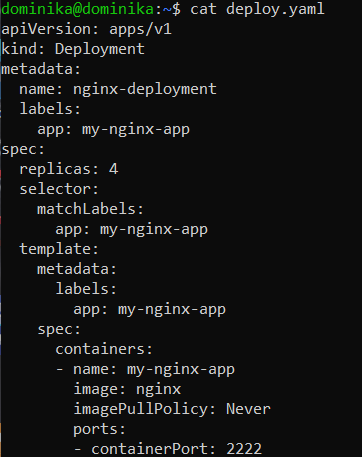 dominika@dominika:~$ cat deploy.yaml
apiVersion: apps/v1
kind: Deployment
metadata:
  name: nginx-deployment
  labels:
    app: my-nginx-app
spec:
  replicas: 4
  selector:
    matchLabels:
      app: my-nginx-app
  template:
    metadata:
      labels:
        app: my-nginx-app
    spec:
      containers:
      - name: my-nginx-app
        image: nginx
        imagePullPolicy: Never
        ports:
        - containerPort: 2222